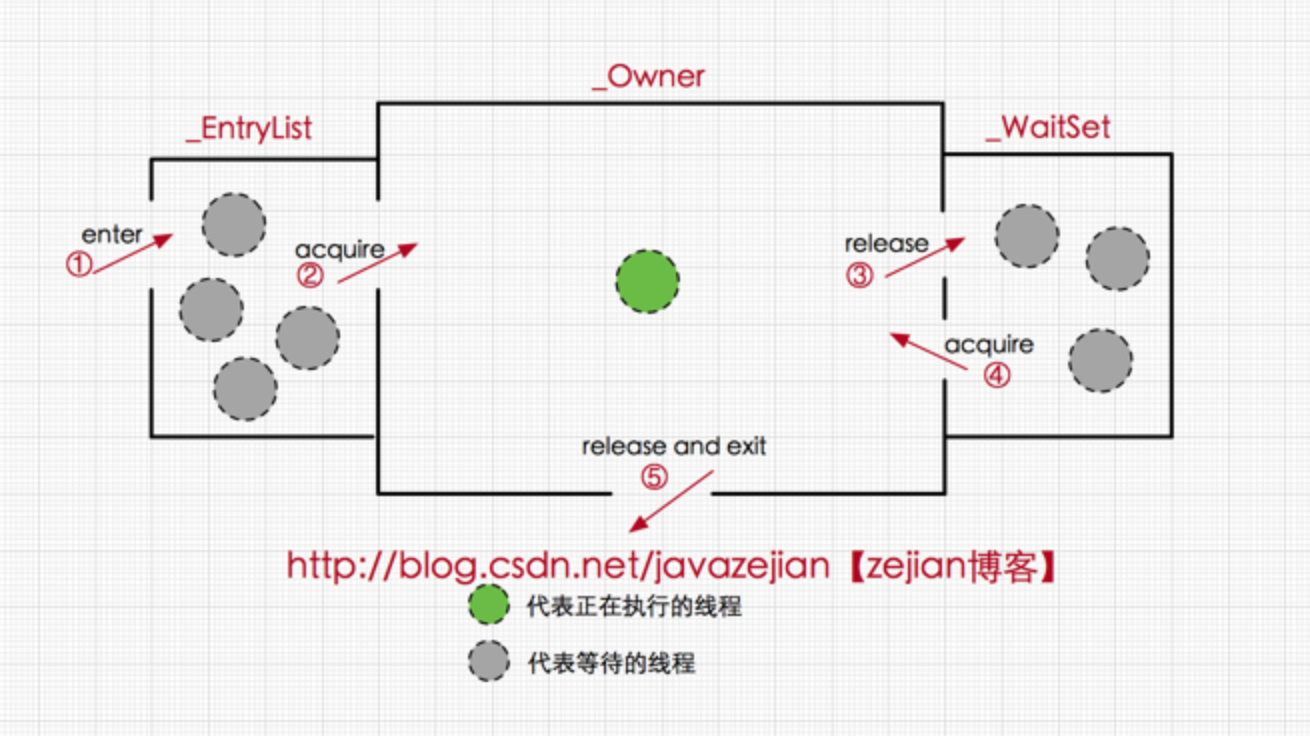 _Owner
_EntryList
_WaitSet
enter
①
acquire
②
release
③
acquire
④
release and exit
⑤
http://blog.csdn.net/javazejian【zejian博客】
代表正在执行的线程
代表等待的线程